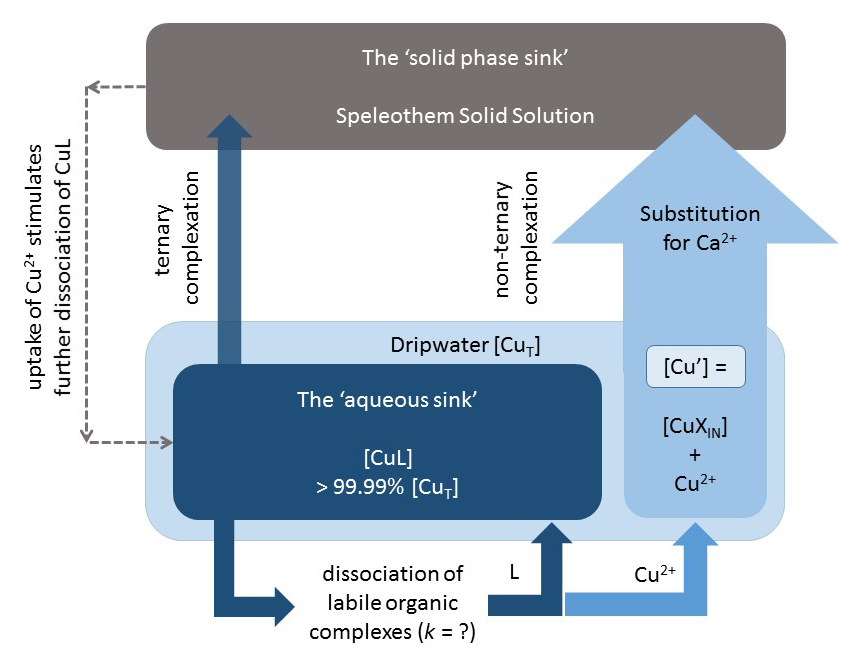 The ‘solid phase sink’
Speleothem Solid Solution
uptake of Cu²⁺ stimulates
further dissociation of CuL
ternary
complexation
non-ternary
complexation
Substitution
for Ca²⁺
Dripwater [Cu_T]
The ‘aqueous sink’
[CuL]
> 99.99% [Cu_T]
[Cu’] =
[CuX_IN]
+
Cu²⁺
dissociation of
labile organic
complexes (k = ?)
L
Cu²⁺